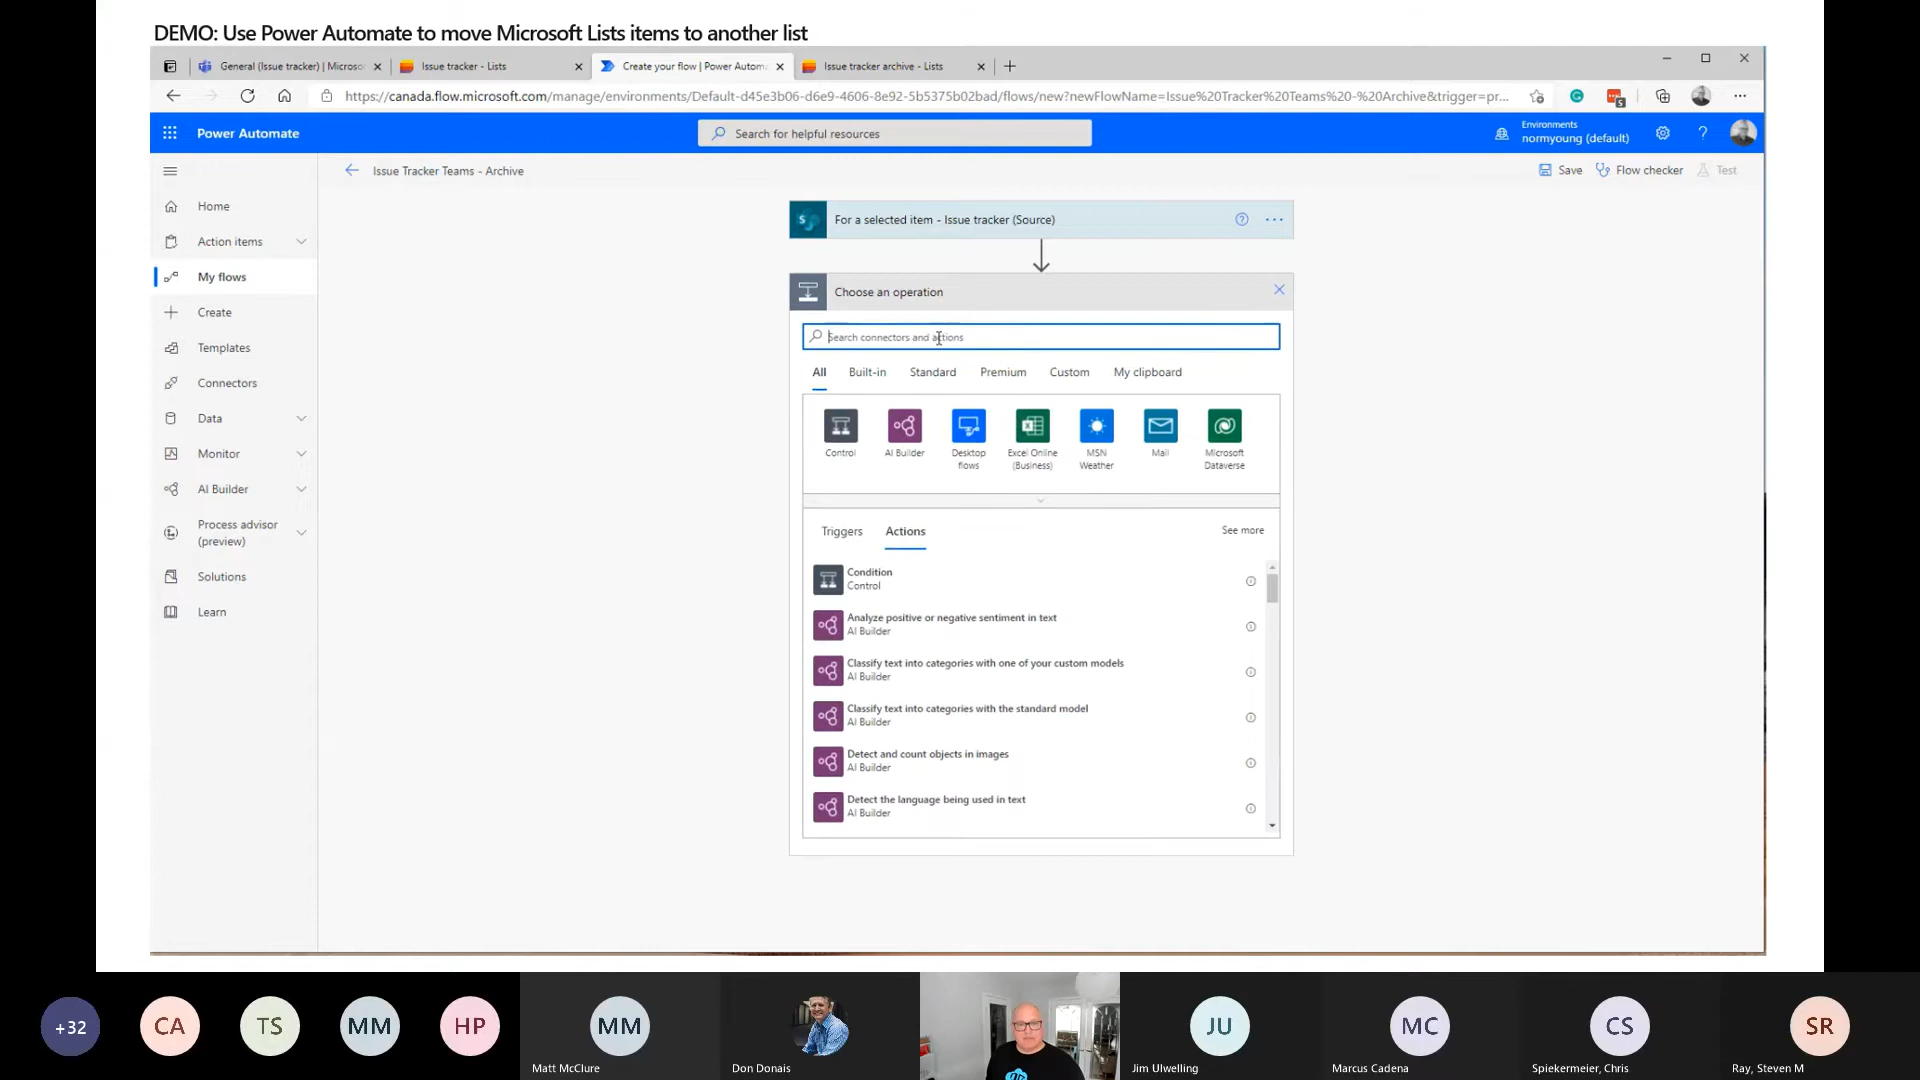 DEMO: Use Power Automate to move Microsoft Lists items to another list
General (Issue tracker) | Microso
Issue tracker - Lists
Create your flow | Power Autom
Issue tracker archive - Lists
https://canada.flow.microsoft.com/manage/environments/Default-d45e3b06-d6e9-4606-8e92-5b5375b02bad/flows/new?newFlowName=Issue%20Tracker%20Teams%20-%20Archive&trigger=pr...
Power Automate
Search for helpful resources
Environments
normyoung (default)
Issue Tracker Teams - Archive
Save
Flow checker
Test
Home
Action items
My flows
Create
Templates
Connectors
Data
Monitor
AI Builder
Process advisor
(preview)
Solutions
Learn
For a selected item - Issue tracker (Source)
Choose an operation
Search connectors and actions
All
Built-in
Standard
Premium
Custom
My clipboard
Control
AI Builder
Desktop
flows
Excel Online
(Business)
MSN
Weather
Mail
Microsoft
Dataverse
Triggers
Actions
See more
Condition
Control
Analyze positive or negative sentiment in text
AI Builder
Classify text into categories with one of your custom models
AI Builder
Classify text into categories with the standard model
AI Builder
Detect and count objects in images
AI Builder
Detect the language being used in text
AI Builder
+32
CA
TS
MM
HP
MM
Matt McClure
Don Donais
JU
Jim Ulwelling
MC
Marcus Cadena
CS
Spiekermeier, Chris
SR
Ray, Steven M